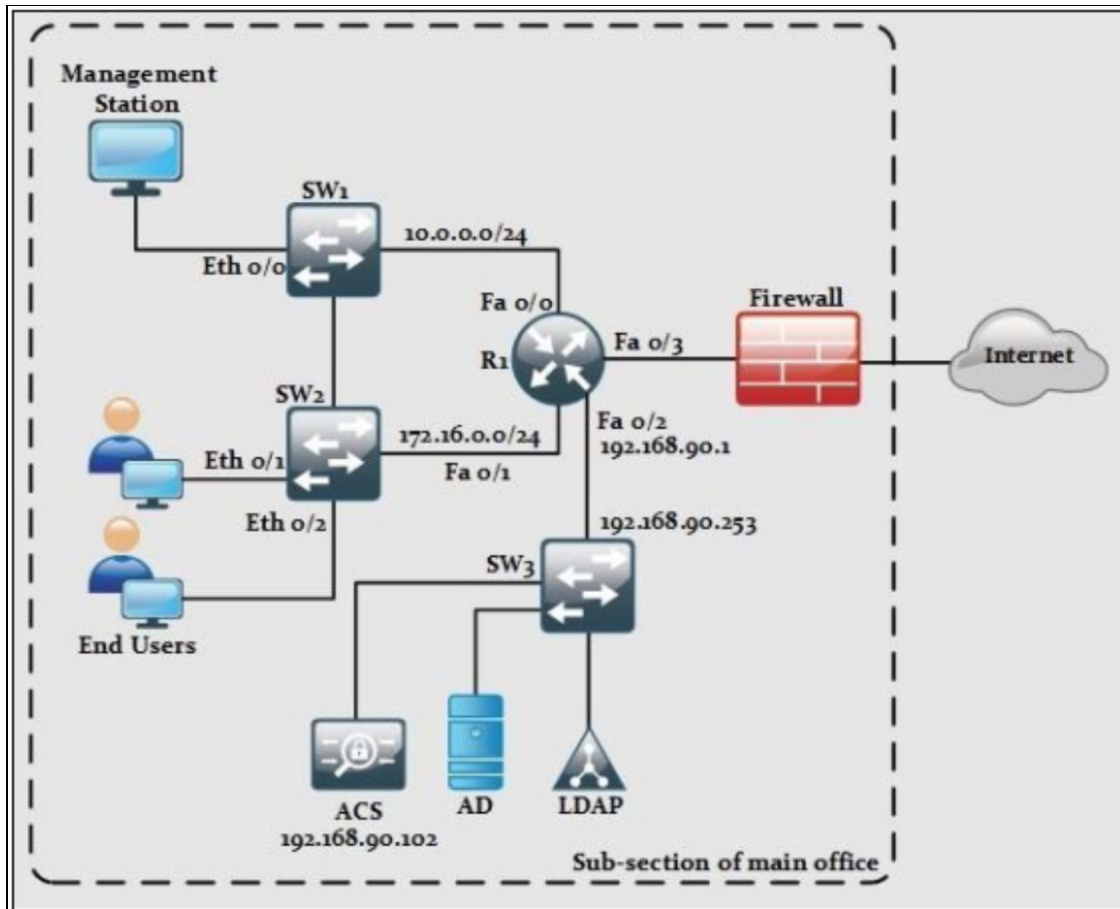 Management
Station
SW1
10.0.0.0/24
Eth 0/0
Fa 0/0
Firewall
R1
Fa 0/3
Internet
SW2
172.16.0.0/24
Fa 0/2
192.168.90.1
Eth 0/1
Fa 0/1
Eth 0/2
192.168.90.253
SW3
End Users
ACS
192.168.90.102
AD
LDAP
Sub-section of main office